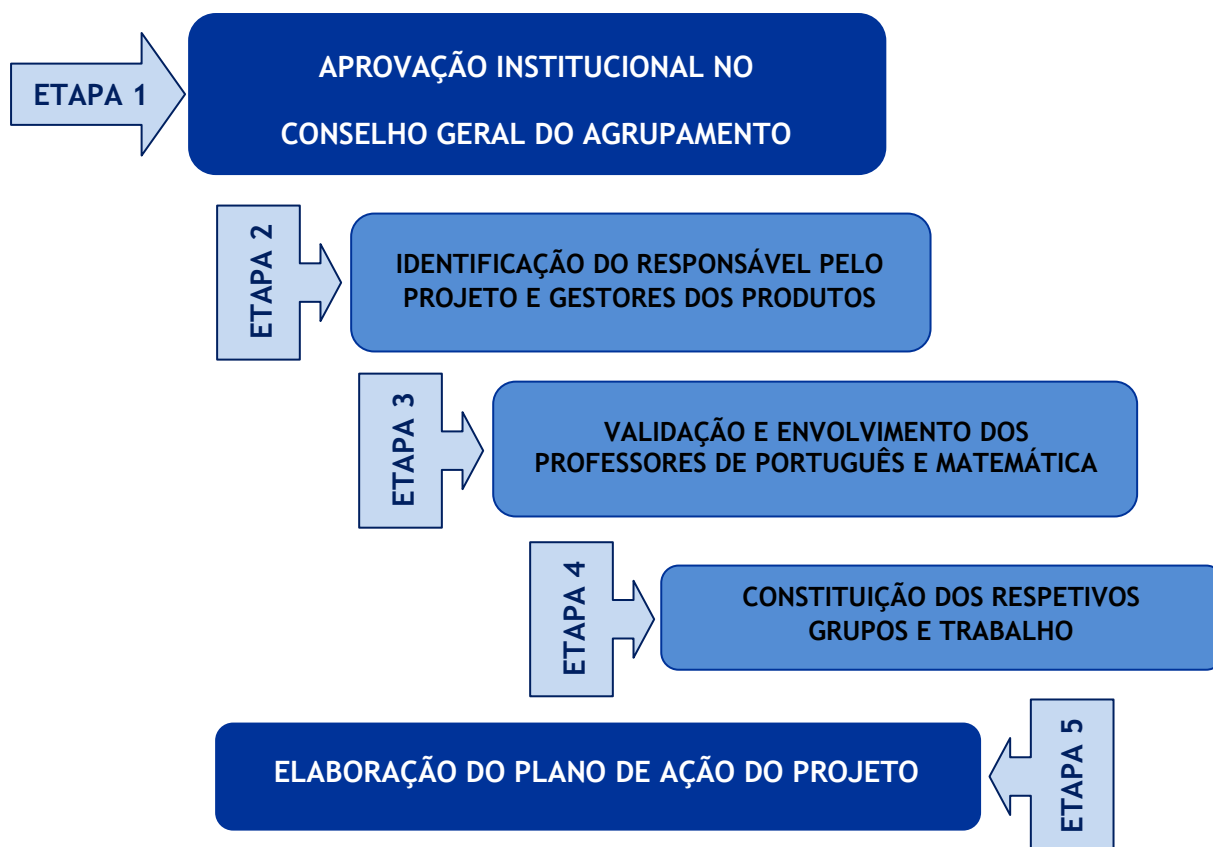 ETAPA 1
APROVAÇÃO INSTITUCIONAL NO
CONSELHO GERAL DO AGRUPAMENTO
ETAPA 2
IDENTIFICAÇÃO DO RESPONSÁVEL PELO
PROJETO E GESTORES DOS PRODUTOS
ETAPA 3
VALIDAÇÃO E ENVOLVIMENTO DOS
PROFESSORES DE PORTUGUÊS E MATEMÁTICA
ETAPA 4
CONSTITUIÇÃO DOS RESPETIVOS
GRUPOS E TRABALHO
ELABORAÇÃO DO PLANO DE AÇÃO DO PROJETO
ETAPA 5